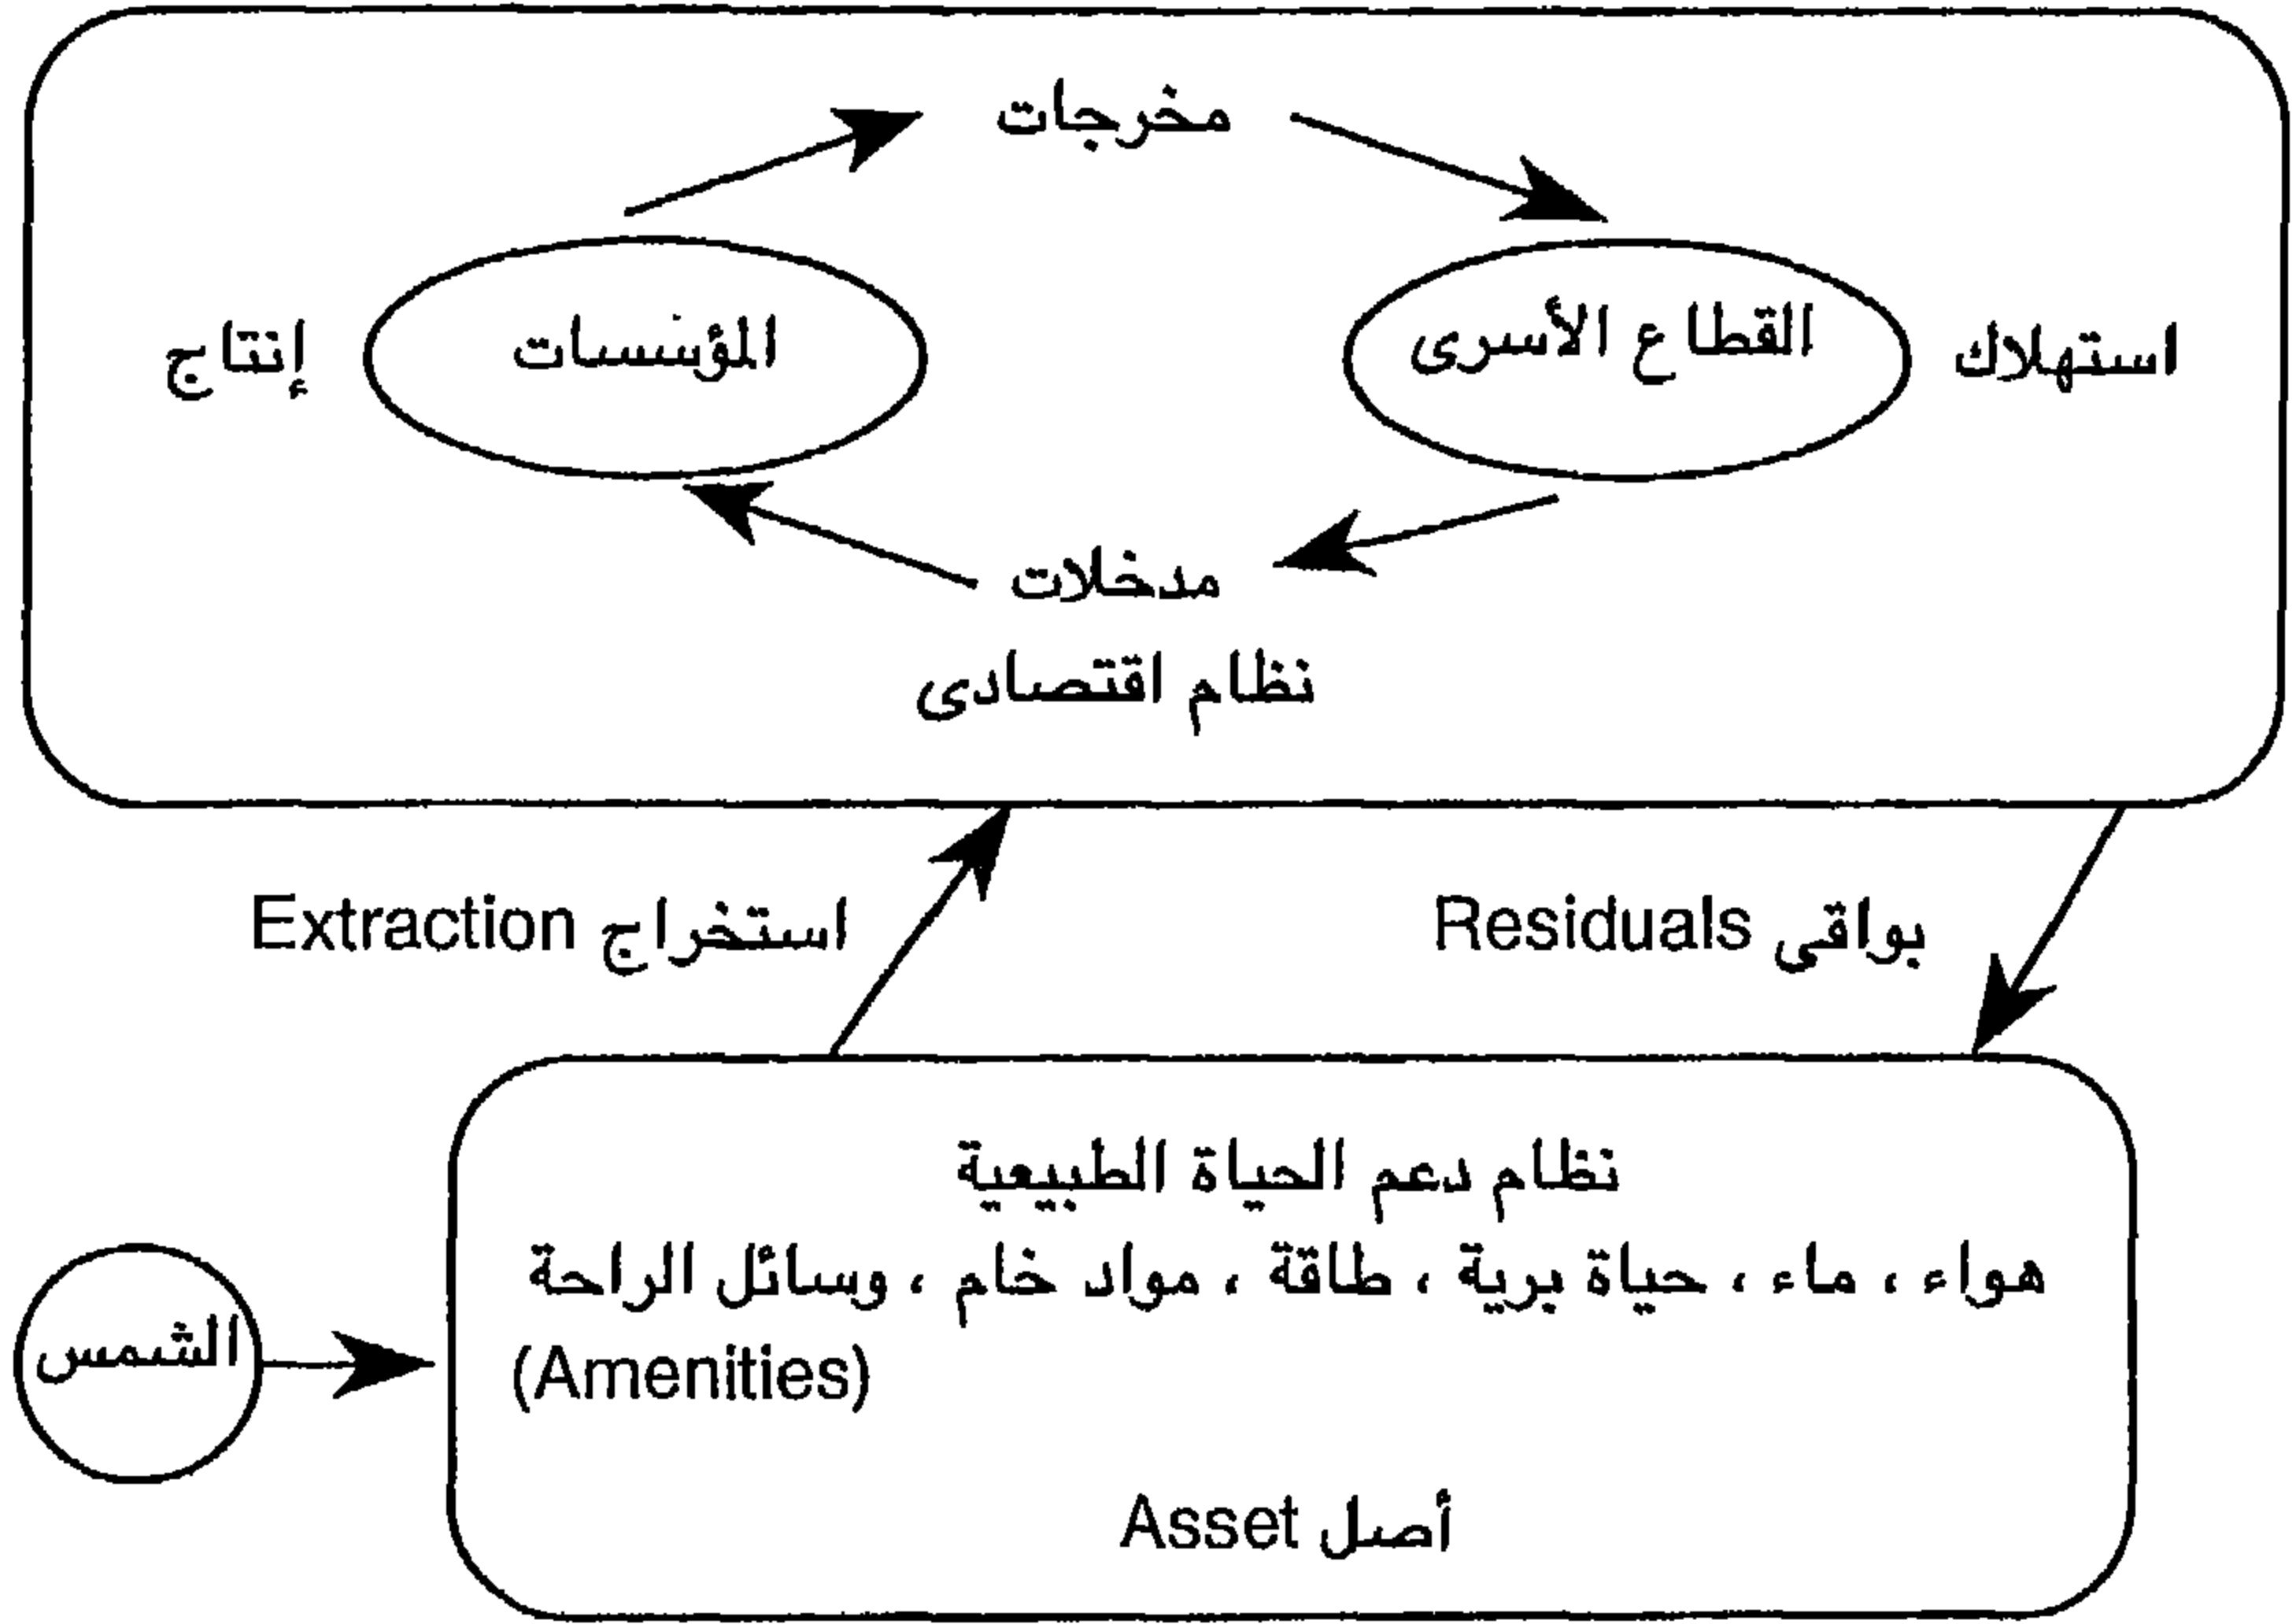 مخرجات
القطاع الأسرى
استهلاك
المؤسسات
إنتاج
مدخلات
نظام اقتصادى
استخراج Extraction
بواقى Residuals
نظام دعم الحياة الطبيعية
هواء ، ماء ، حياة برية ، طاقة ، مواد خام ، وسائل الراحة
(Amenities)
الشمس
أصل Asset